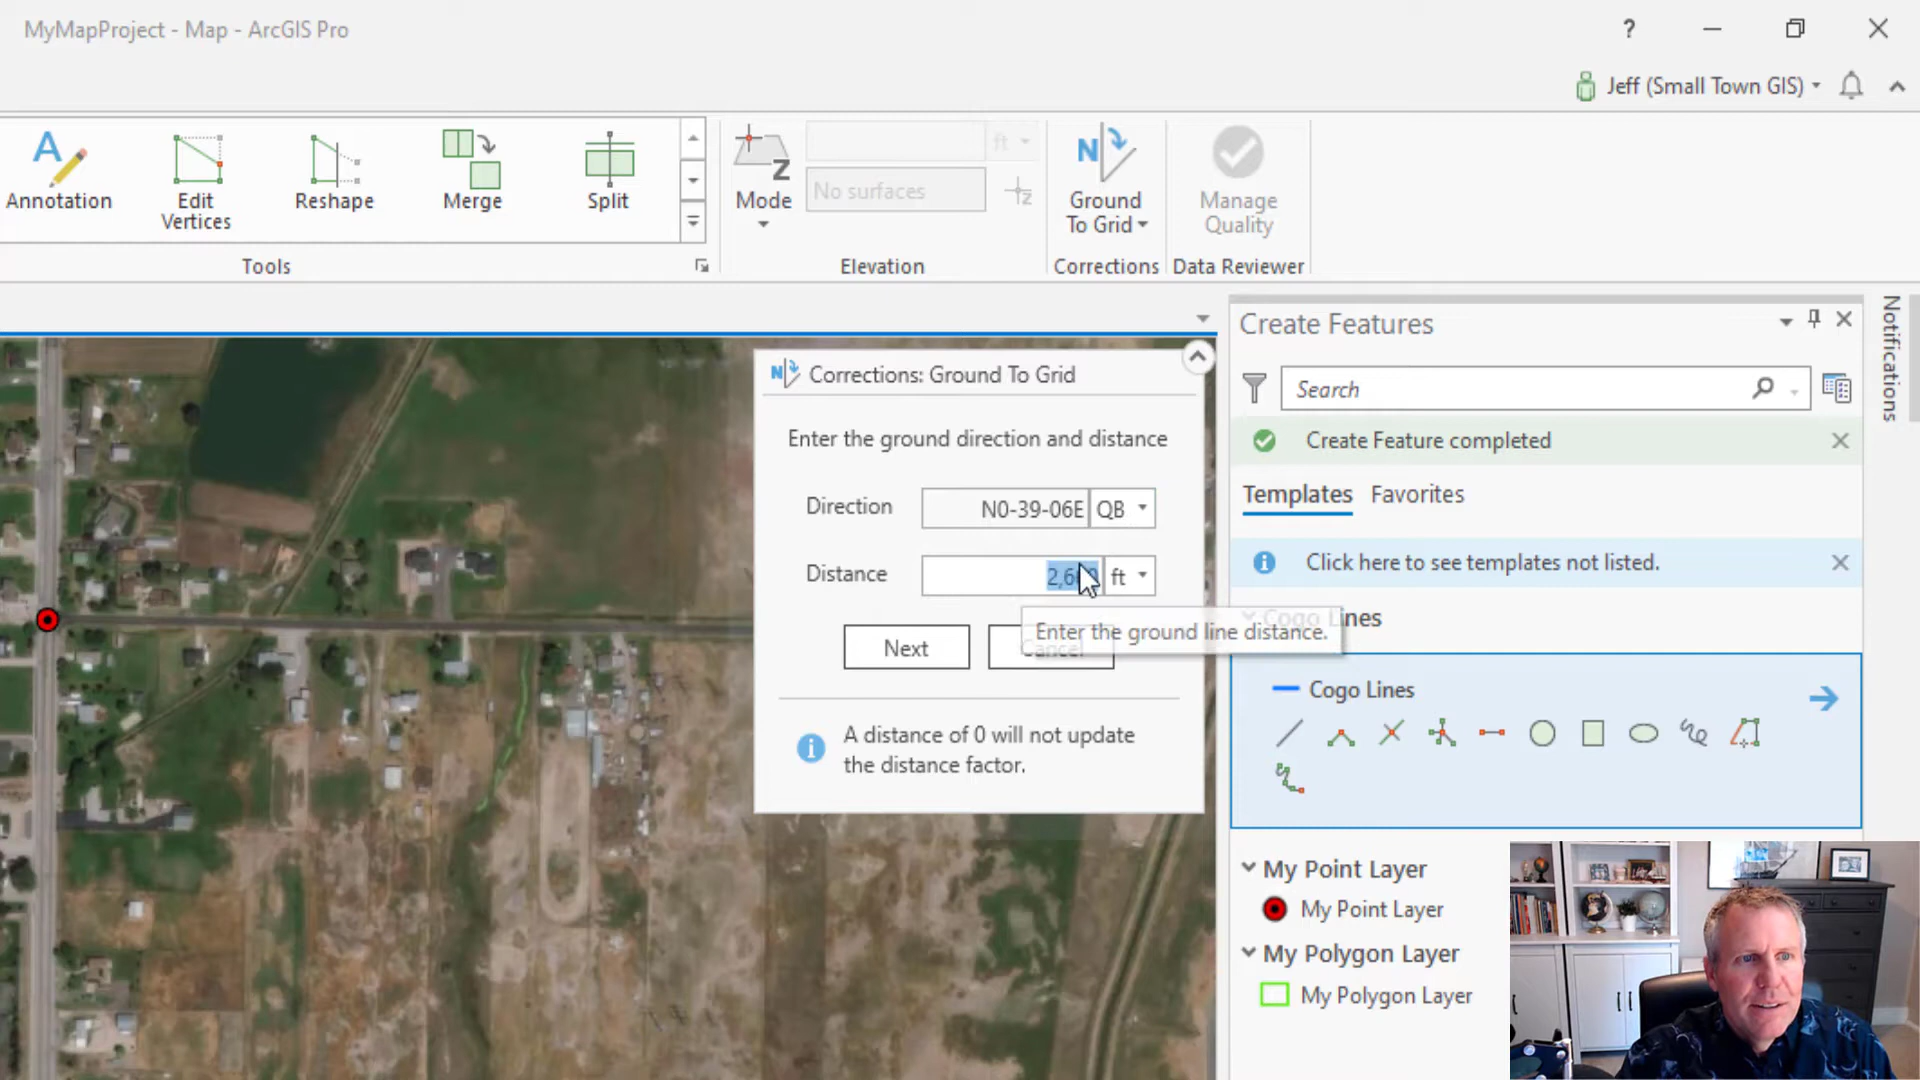 MyMapProject - Map - ArcGIS Pro
?
Jeff (Small Town GIS)
Annotation
Edit
Vertices
Reshape
Merge
Split
Tools
Mode
ft
No surfaces
Elevation
Ground
To Grid
Corrections
Manage
Quality
Data Reviewer
Corrections: Ground To Grid
Enter the ground direction and distance
Direction
N0-39-06E
QB
Distance
ft
Enter the ground line distance.
Next
Cancel
A distance of 0 will not update
the distance factor.
Create Features
Search
Create Feature completed
Templates
Favorites
Click here to see templates not listed.
Cogo Lines
Cogo Lines
My Point Layer
My Point Layer
My Polygon Layer
My Polygon Layer
Notifications